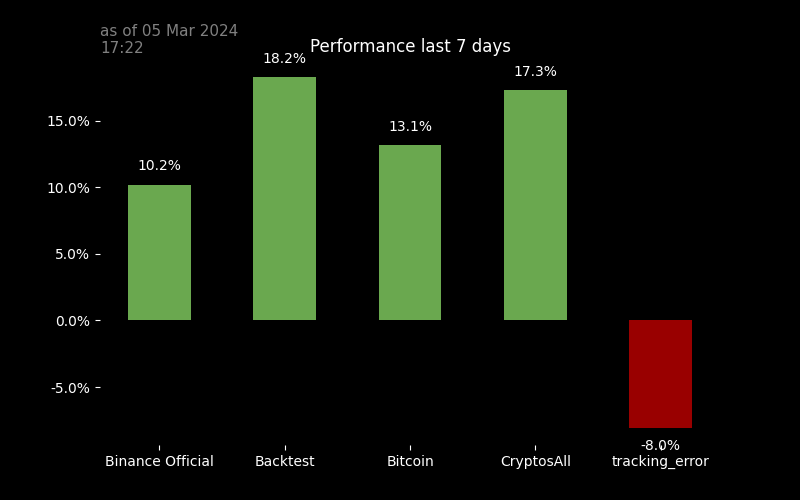 as of 05 Mar 2024
17:22
Performance last 7 days
18.2%
17.3%
13.1%
10.2%
-8.0%
15.0%
10.0%
5.0%
0.0%
-5.0%
Binance Official
Backtest
Bitcoin
CryptosAll
tracking_error